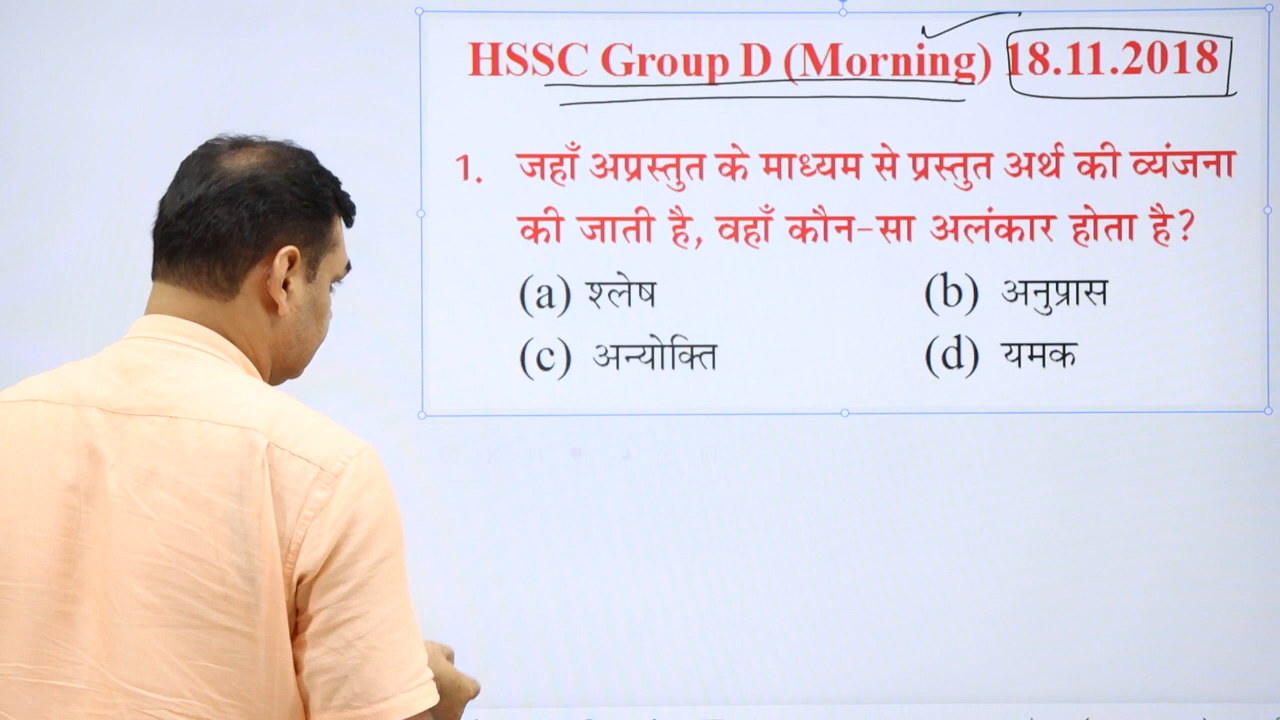 HSSC Group D (Morning) 18.11.2018
1. जहाँ अप्रस्तुत के माध्यम से प्रस्तुत अर्थ की व्यंजना
की जाती है, वहाँ कौन-सा अलंकार होता है?
(a) श्लेष (b) अनुप्रास
(c) अन्योक्ति (d) यमक